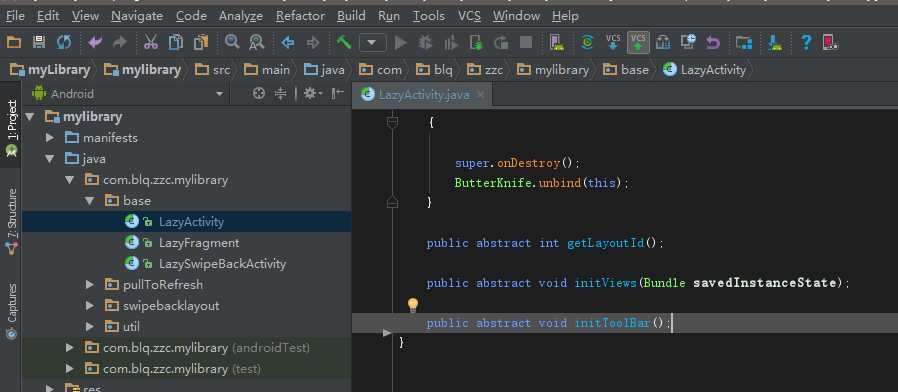 File Edit View Navigate Code Analyze Refactor Build Run Tools VCS Window Help
VCS VCS
myLibrary mylibrary src main java com blq zzc mylibrary base LazyActivity
Android
LazyActivity.java
1: Project
7: Structure
Captures
mylibrary
manifests
java
com.blq.zzc.mylibrary
base
LazyActivity
LazyFragment
LazySwipeBackActivity
pullToRefresh
swipebacklayout
util
com.blq.zzc.mylibrary (androidTest)
com.blq.zzc.mylibrary (test)
res
{
super.onDestroy();
ButterKnife.unbind(this);
}
public abstract int getLayoutId();
public abstract void initViews(Bundle savedInstanceState);
public abstract void initToolBar();
}